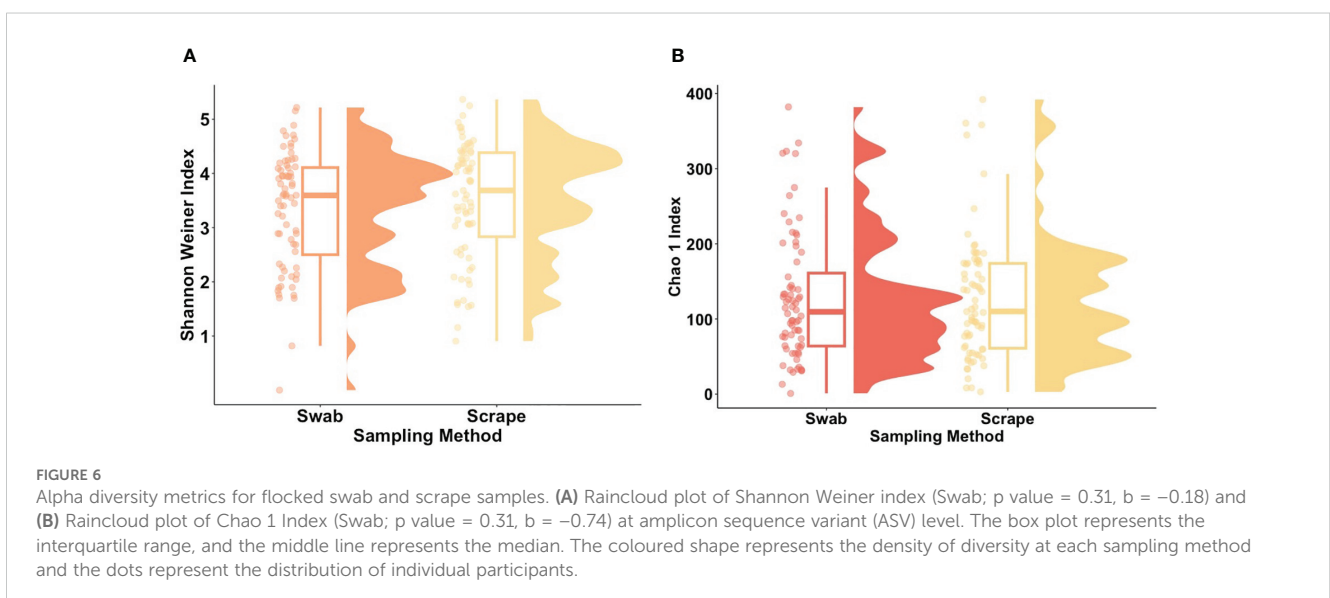 A
B
5
4
3
2
1
Shannon Weiner Index
Swab
Scrape
Sampling Method
400
300
200
100
0
Chao 1 Index
Swab
Scrape
Sampling Method
FIGURE 6
Alpha diversity metrics for flocked swab and scrape samples. (A) Raincloud plot of Shannon Weiner index (Swab; p value = 0.31, b = −0.18) and
(B) Raincloud plot of Chao 1 Index (Swab; p value = 0.31, b = −0.74) at amplicon sequence variant (ASV) level. The box plot represents the
interquartile range, and the middle line represents the median. The coloured shape represents the density of diversity at each sampling method
and the dots represent the distribution of individual participants.